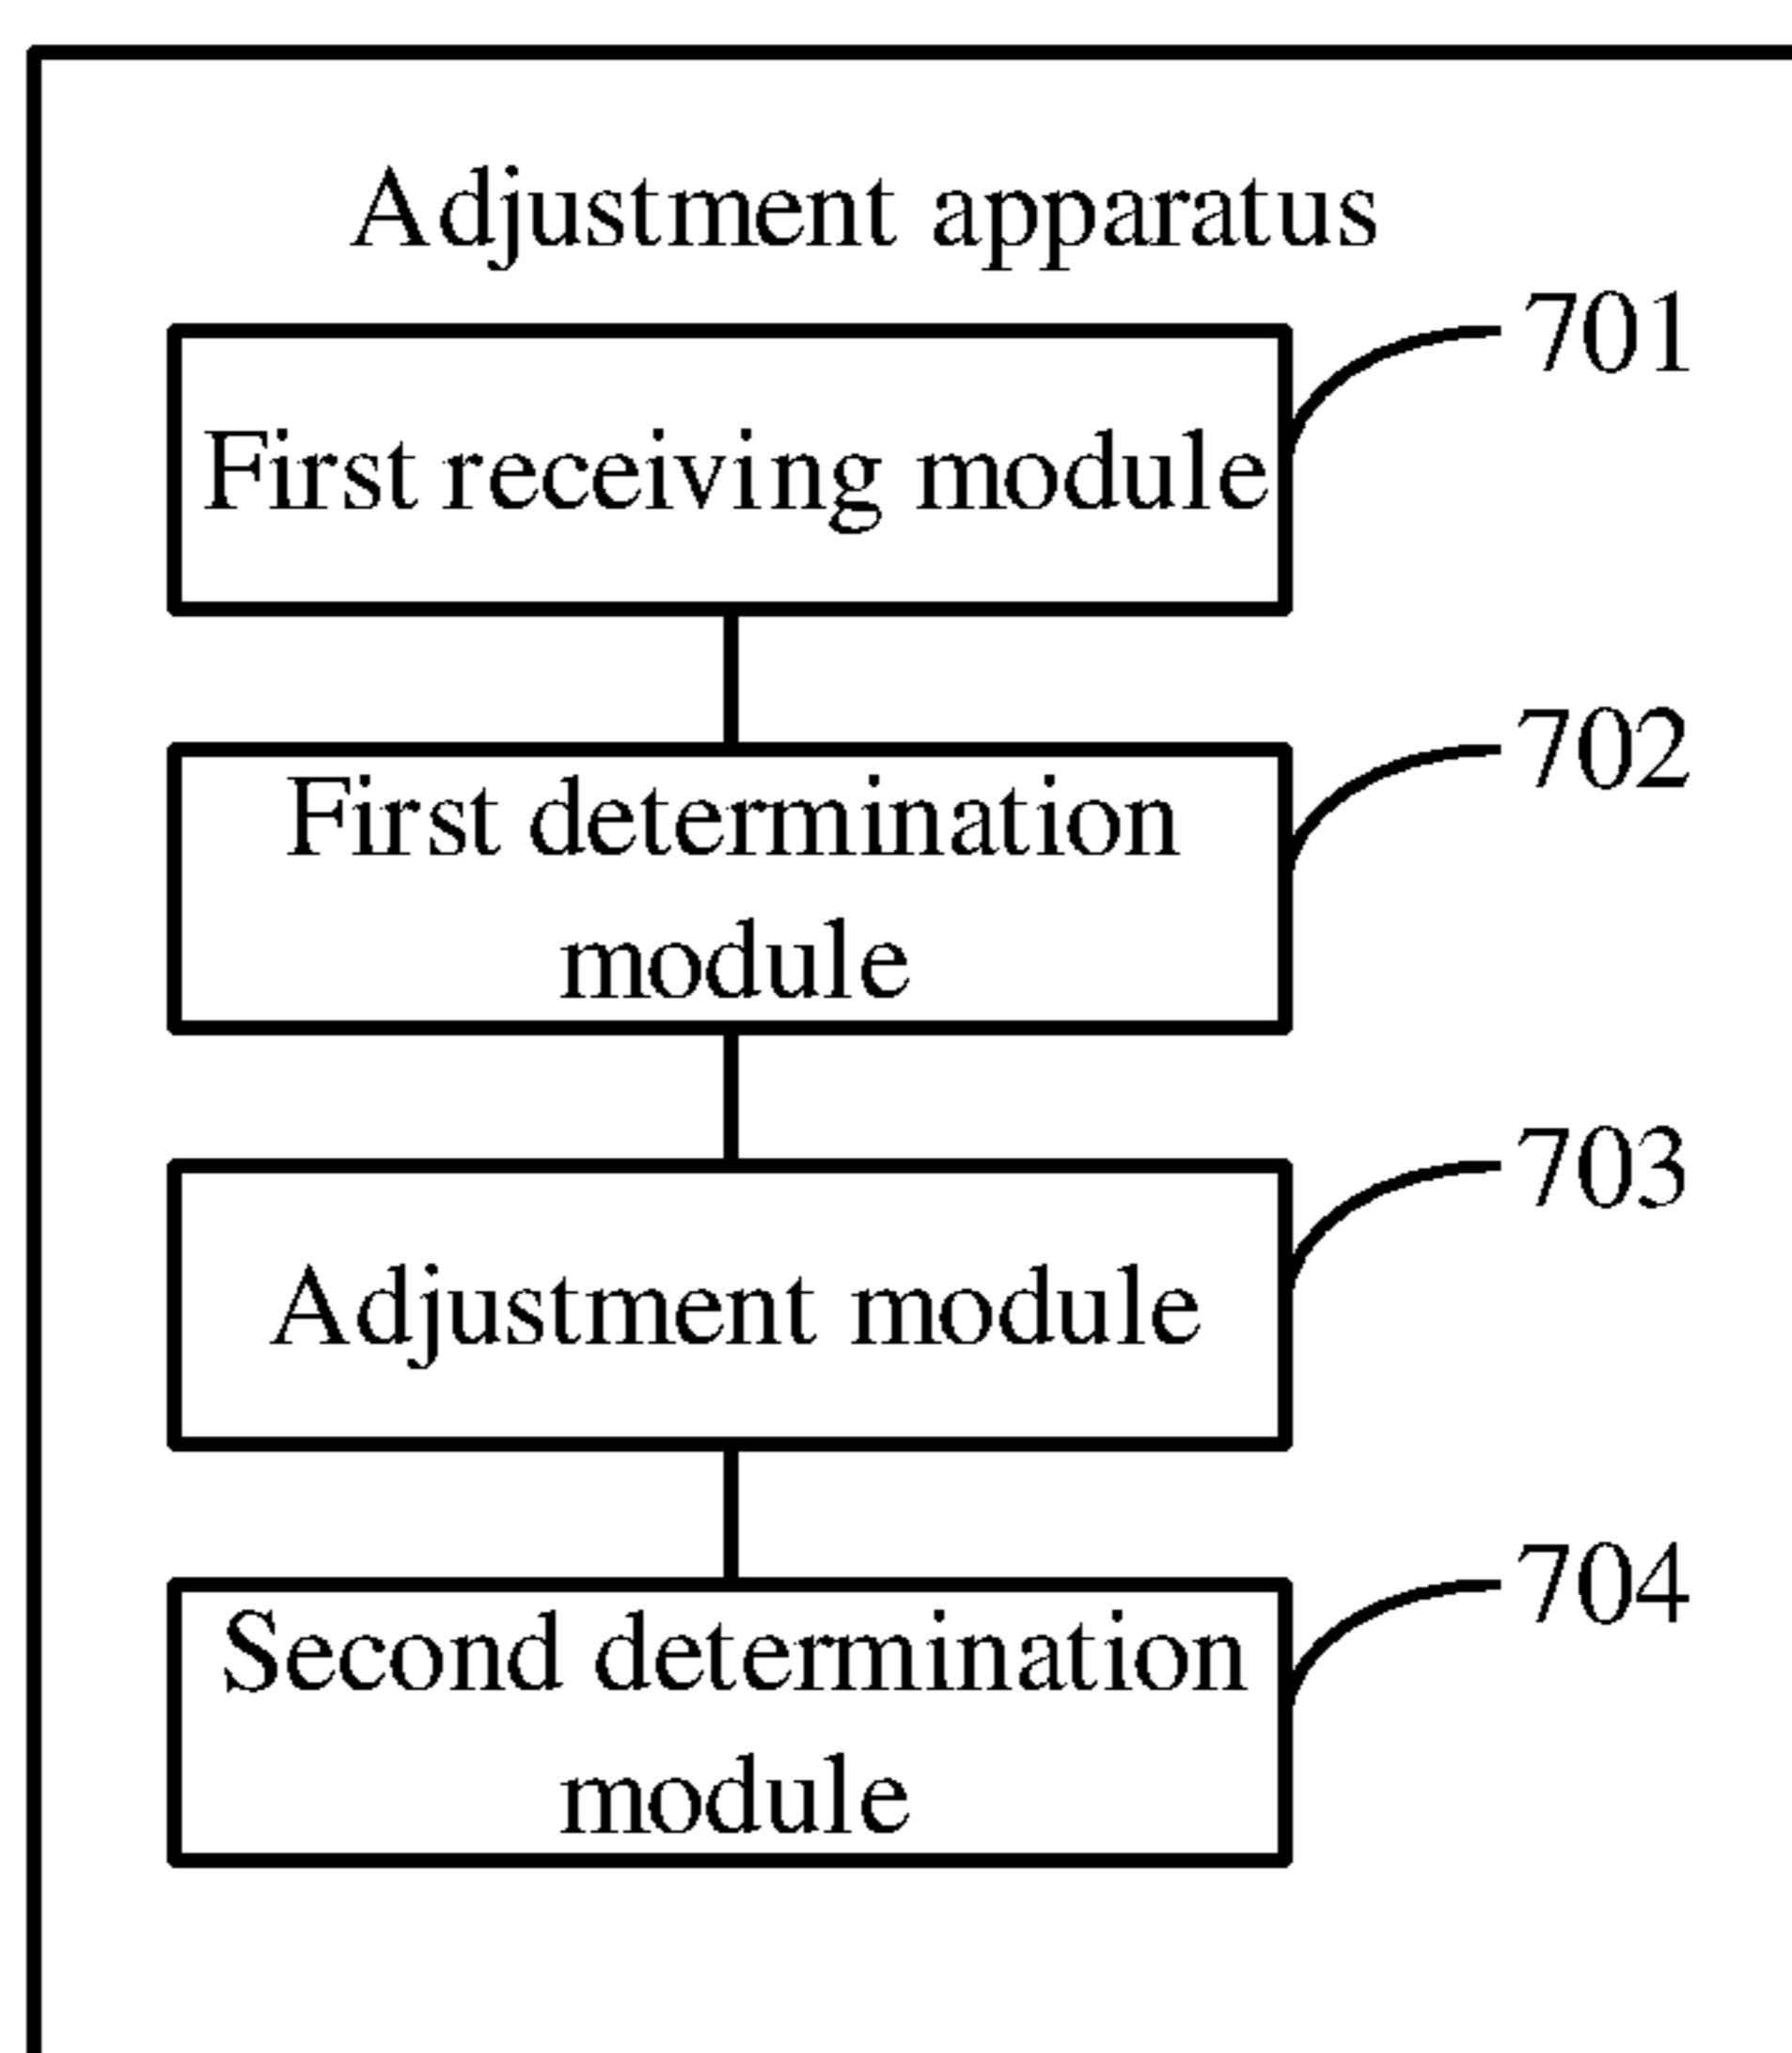 Adjustment apparatus
701
First receiving module
702
First determination
module
703
Adjustment module
704
Second determination
module